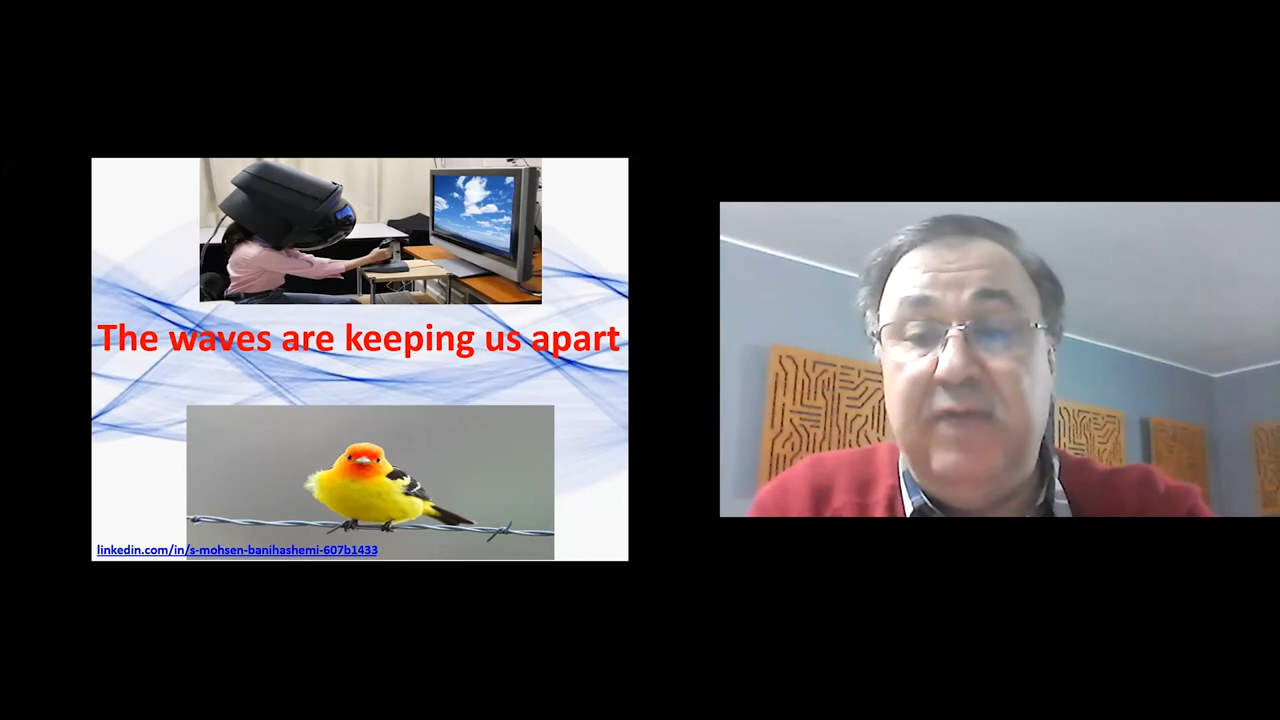 The waves are keeping us apart
linkedin.com/in/s-mohsen-banihashemi-607b1433